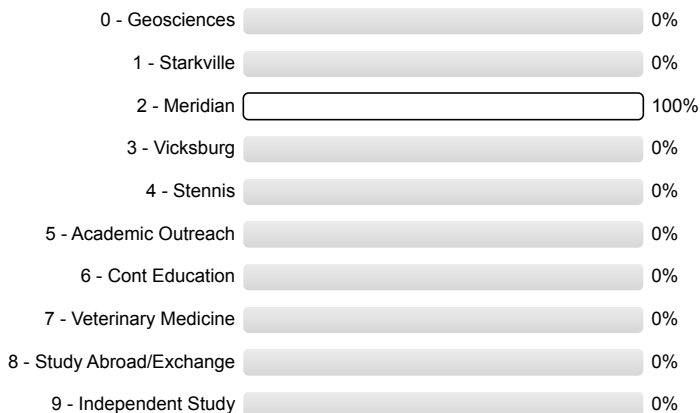 0 - Geosciences 0%
1 - Starkville 0%
2 - Meridian 100%
3 - Vicksburg 0%
4 - Stennis 0%
5 - Academic Outreach 0%
6 - Cont Education 0%
7 - Veterinary Medicine 0%
8 - Study Abroad/Exchange 0%
9 - Independent Study 0%